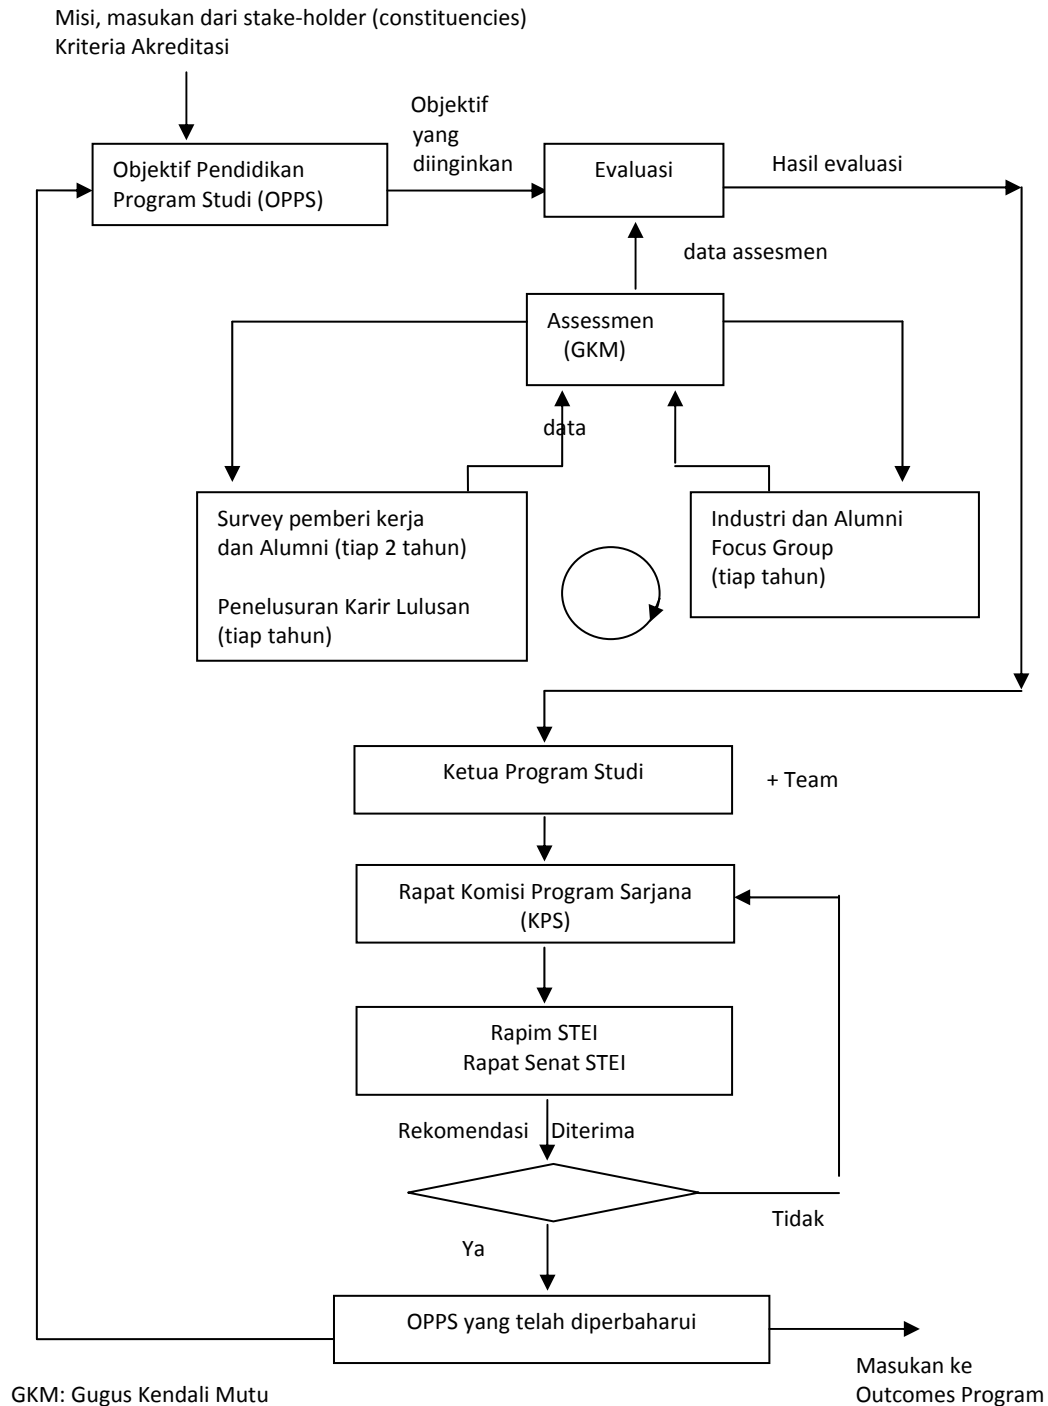 Misi, masukan dari stake-holder (constituencies)
Kriteria Akreditasi
Objektif
yang
diinginkan
Objektif Pendidikan
Program Studi (OPPS)
Evaluasi
Hasil evaluasi
data assesmen
Assessmen
(GKM)
data
Survey pemberi kerja
dan Alumni (tiap 2 tahun)
Penelusuran Karir Lulusan
(tiap tahun)
Industri dan Alumni
Focus Group
(tiap tahun)
Ketua Program Studi
+ Team
Rapat Komisi Program Sarjana
(KPS)
Rapim STEI
Rapat Senat STEI
Rekomendasi Diterima
Tidak
Ya
OPPS yang telah diperbaharui
Masukan ke
Outcomes Program
GKM: Gugus Kendali Mutu